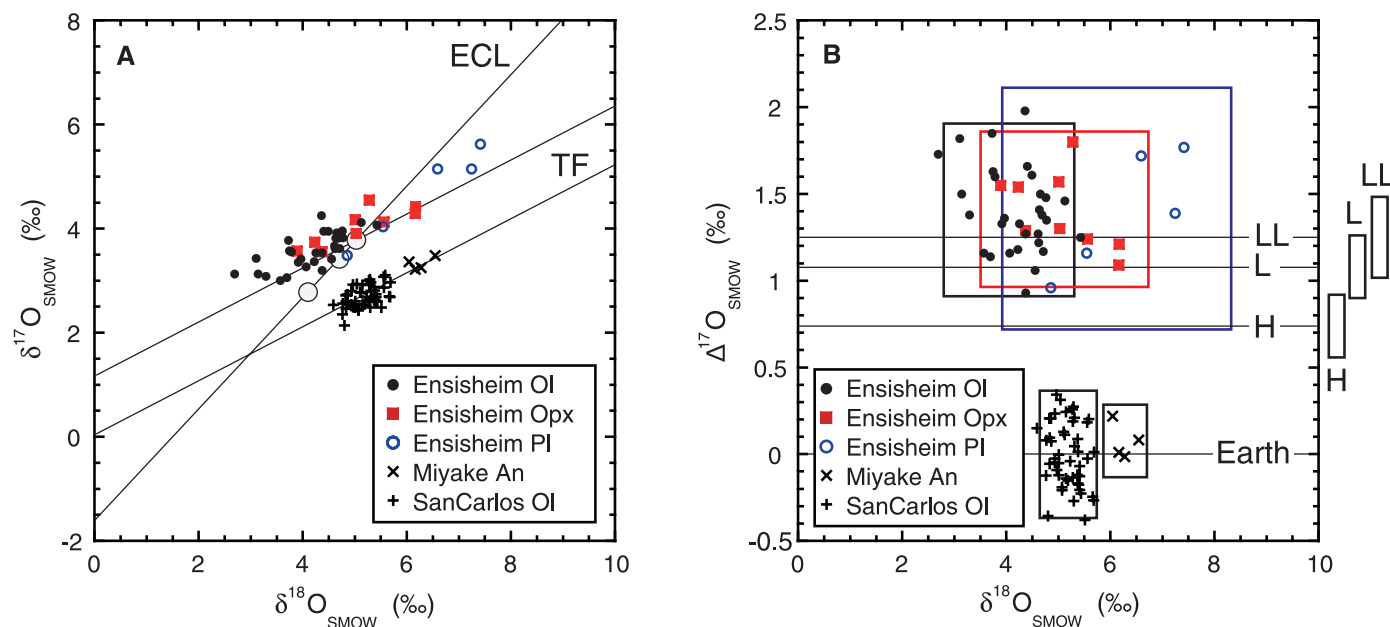 A
ECL
TF
8
6
4
2
0
-2
0 2 4 6 8 10
δ17OSMOW (‰)
δ18OSMOW (‰)
Ensisheim Ol
Ensisheim Opx
Ensisheim Pl
Miyake An
SanCarlos Ol
B
2.5
2
1.5
1
0.5
0
-0.5
0 2 4 6 8 10
Δ17OSMOW (‰)
δ18OSMOW (‰)
LL
L
H
Earth
Ensisheim Ol
Ensisheim Opx
Ensisheim Pl
Miyake An
SanCarlos Ol
LL
L
H